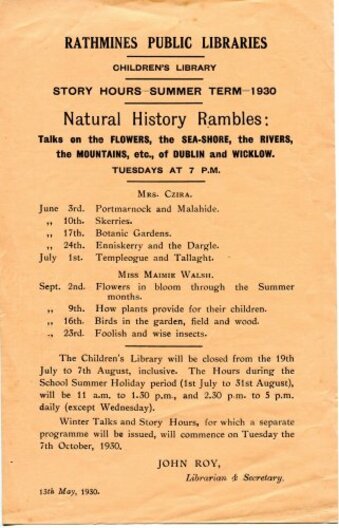 RATHMINES PUBLIC LIBRARIES
CHILDREN'S LIBRARY
STORY HOURS—SUMMER TERM—1930
Natural History Rambles:
Talks on the FLOWERS, the SEA-SHORE, the RIVERS,
the MOUNTAINS, etc., of DUBLIN and WICKLOW.
TUESDAYS AT 7 P.M.
MRS. CZIRA.
June 3rd. Portmarnock and Malahide.
„ 10th. Skerries.
„ 17th. Botanic Gardens.
„ 24th. Enniskerry and the Dargle.
July 1st. Templeogue and Tallaght.
MISS MAIMIE WALSH.
Sept. 2nd. Flowers in bloom through the Summer
months.
„ 9th. How plants provide for their children.
„ 16th. Birds in the garden, field and wood.
„ 23rd. Foolish and wise insects.
The Children's Library will be closed from the 19th
July to 7th August, inclusive. The Hours during the
School Summer Holiday period (1st July to 31st August),
will be 11 a.m. to 1.30 p.m., and 2.30 p.m. to 5 p.m.
daily (except Wednesday).
Winter Talks and Story Hours, for which a separate
programme will be issued, will commence on Tuesday the
7th October, 1930.
JOHN ROY,
Librarian & Secretary.
13th May, 1930.